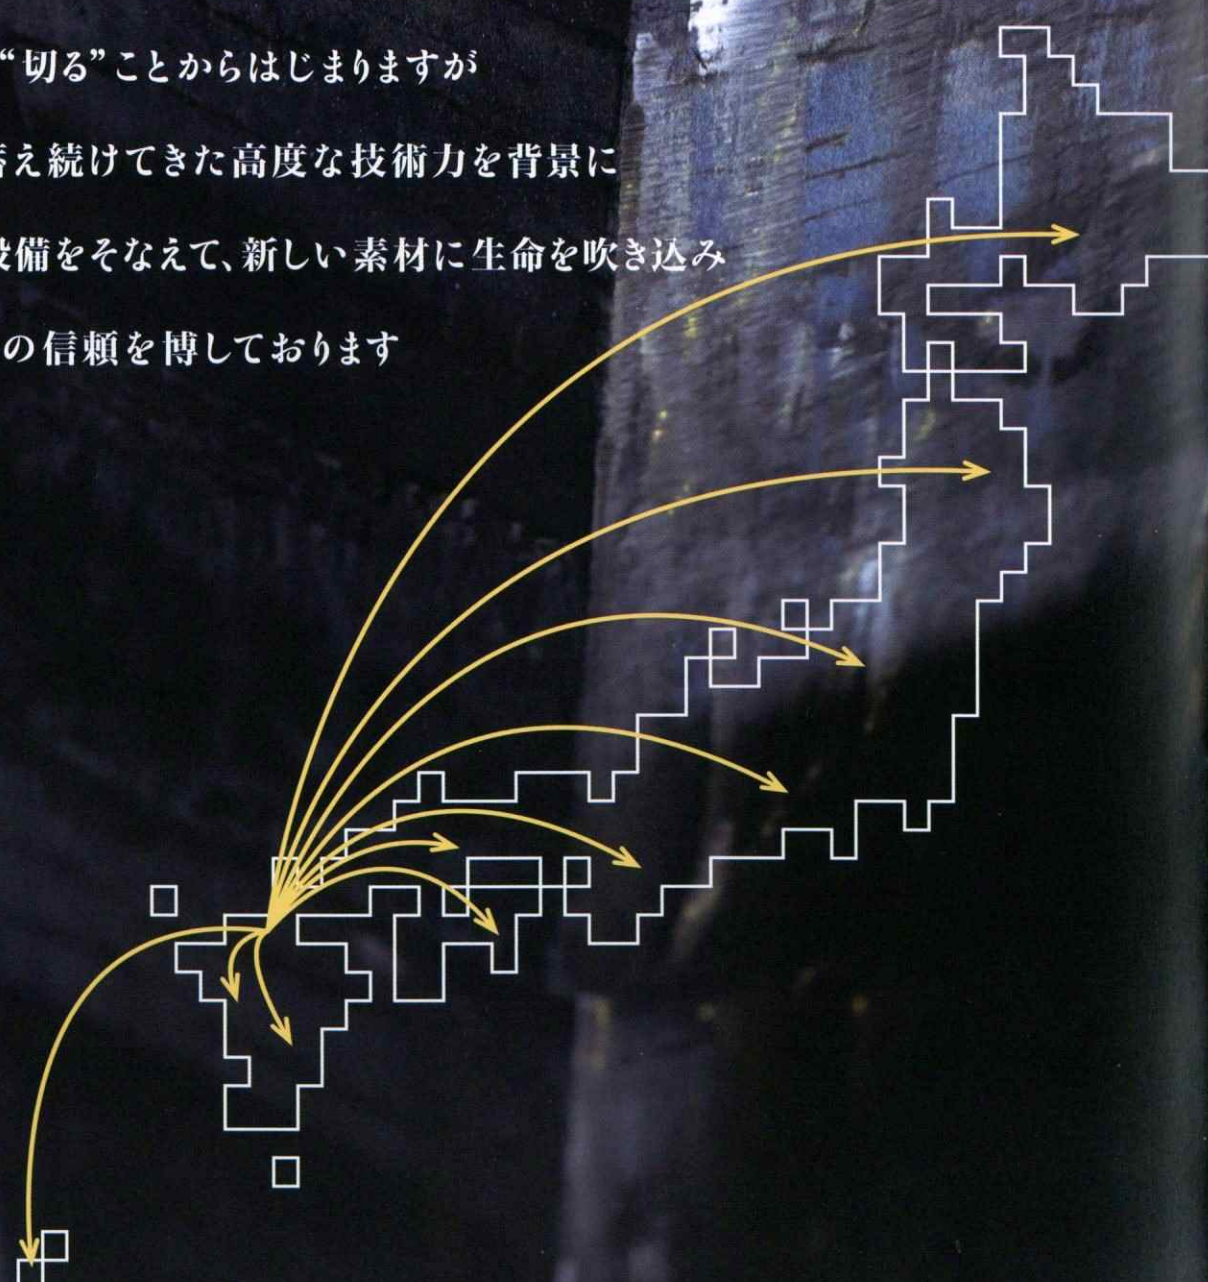 “切る”ことからはじまりますが
え続けてきた高度な技術力を背景に
備をそなえて、新しい素材に生命を吹き込み
の信頼を博しております